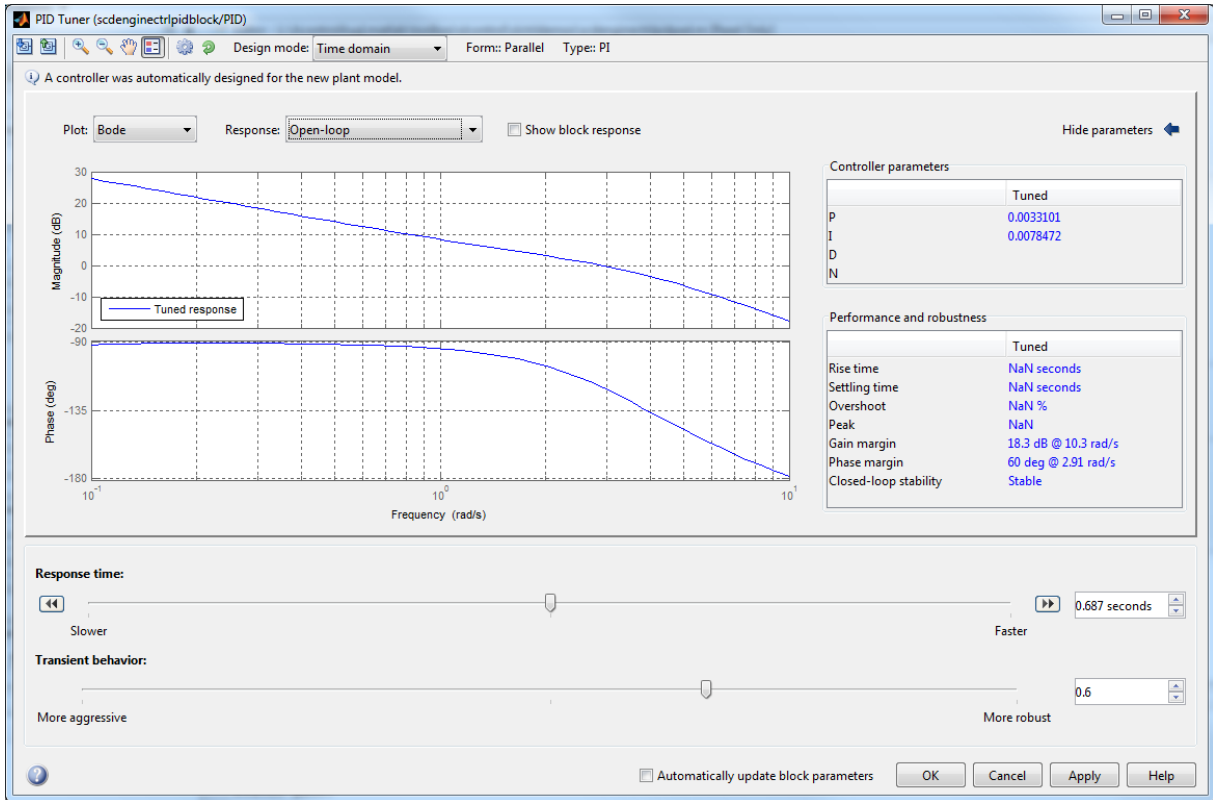 PID Tuner (scdenginectrlpidblock/PID)
Design mode: Time domain Form:: Parallel Type:: PI
A controller was automatically designed for the new plant model.
Plot: Bode Response: Open-loop Show block response Hide parameters
30
20
10
0
-10
-20
Magnitude (dB)
Tuned response
-90
-135
-180
Phase (deg)
10-1 100 101
Frequency (rad/s)
Controller parameters
Tuned
P 0.0033101
I 0.0078472
D
N
Performance and robustness
Tuned
Rise time NaN seconds
Settling time NaN seconds
Overshoot NaN %
Peak NaN
Gain margin 18.3 dB @ 10.3 rad/s
Phase margin 60 deg @ 2.91 rad/s
Closed-loop stability Stable
Response time:
0.687 seconds
Slower Faster
Transient behavior:
0.6
More aggressive More robust
Automatically update block parameters OK Cancel Apply Help